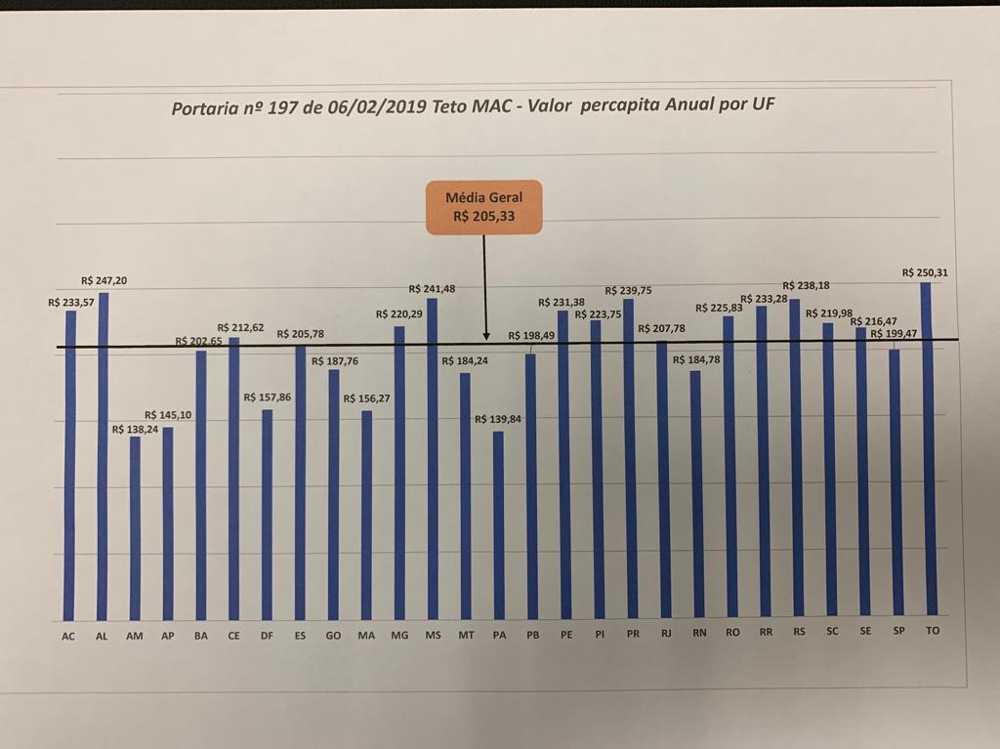 Portaria nº 197 de 06/02/2019 Teto MAC - Valor percapita Anual por UF
Média Geral
R$ 205,33
R$ 233,57
R$ 247,20
R$ 138,24
R$ 145,10
R$ 202,65
R$ 212,62
R$ 157,86
R$ 205,78
R$ 187,76
R$ 156,27
R$ 220,29
R$ 241,48
R$ 184,24
R$ 139,84
R$ 198,49
R$ 231,38
R$ 223,75
R$ 239,75
R$ 207,78
R$ 184,78
R$ 225,83
R$ 233,28
R$ 238,18
R$ 219,98
R$ 216,47
R$ 199,47
R$ 250,31
AC AL AM AP BA CE DF ES GO MA MG MS MT PA PB PE PI PR RJ RN RO RR RS SC SE SP TO